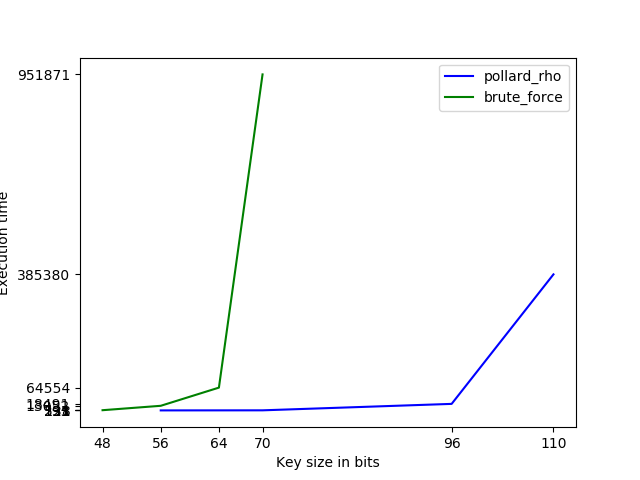 951871
385380
64554
48
56
64
70
96
110
Key size in bits
Execution time
pollard_rho
brute_force